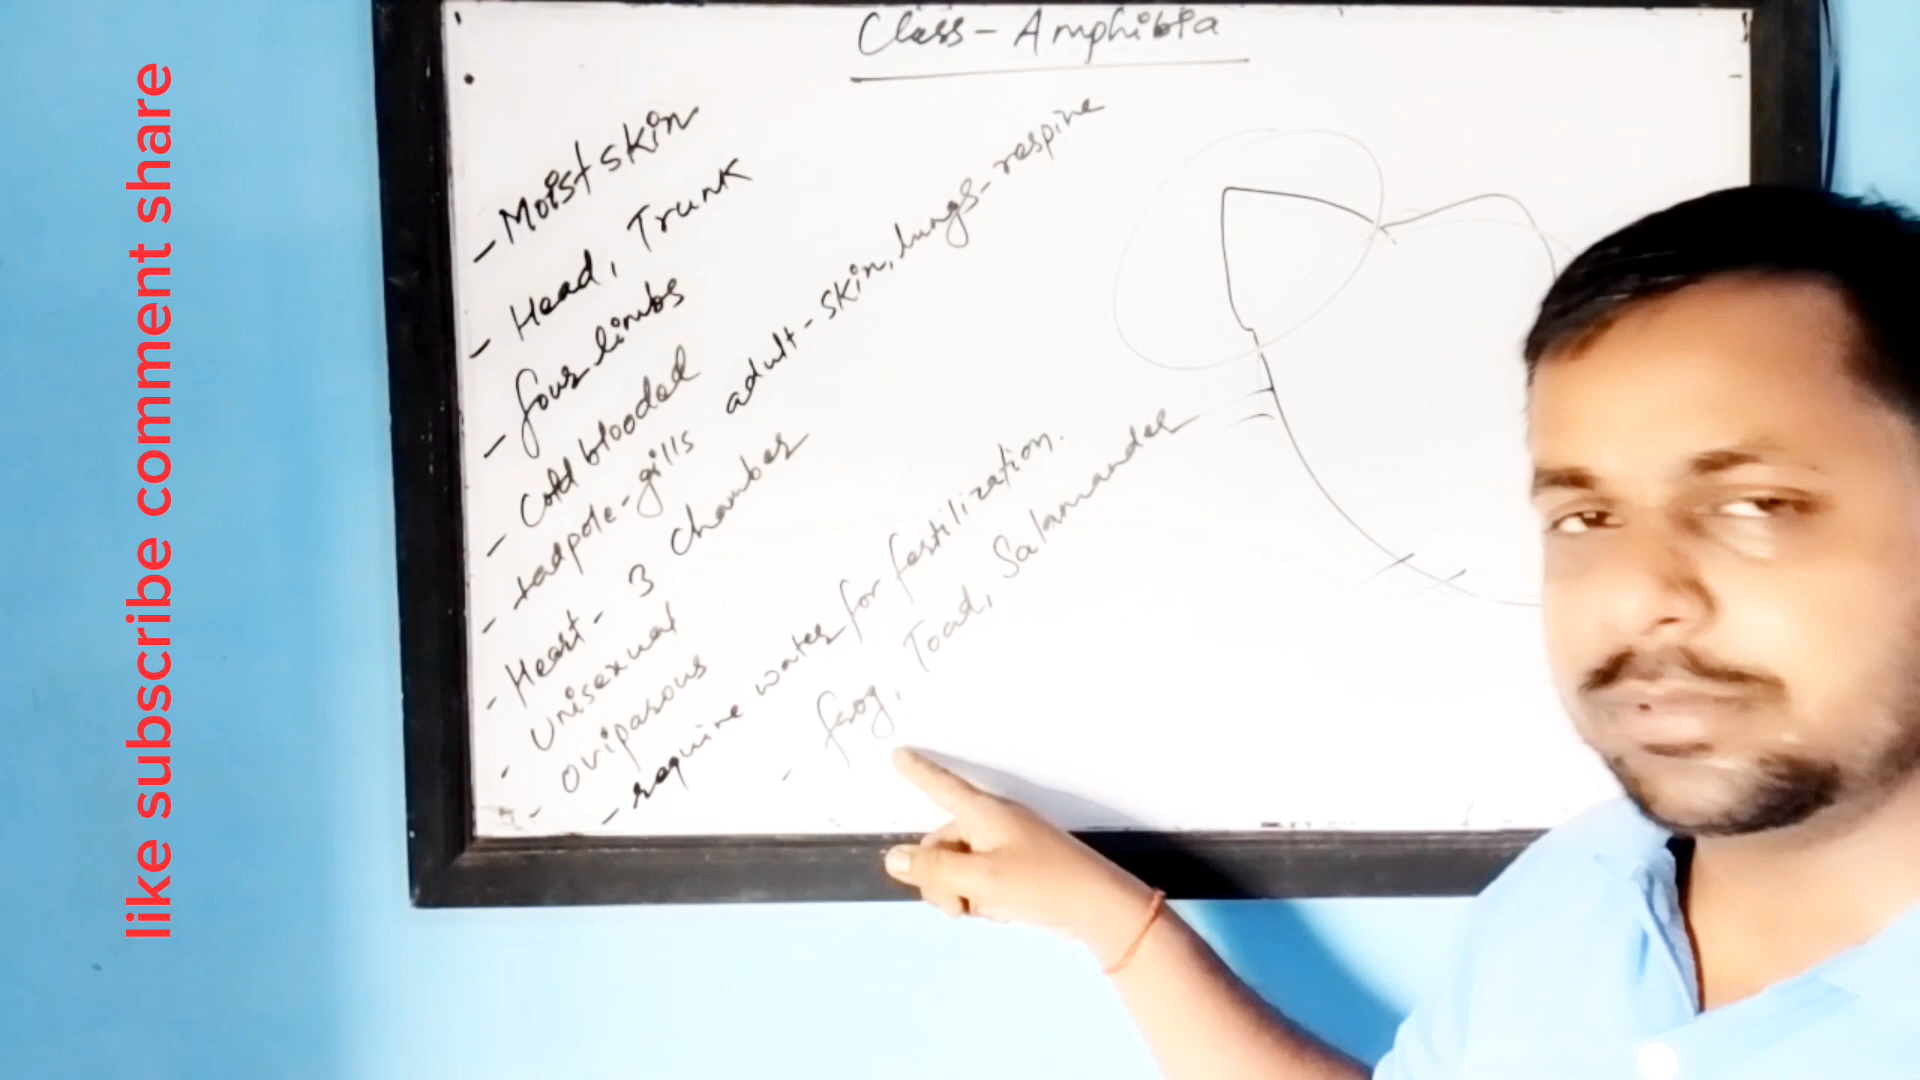 Class - Amphibia
- Moist skin
- Head, Trunk
- four limbs
- Cold blooded
- tadpole - gills adult - skin, lungs - respire
- Heart - 3 chamber
- Unisexual
- oviparous
- require water for fertilization.
- frog, Toad, Salamander
like subscribe comment share